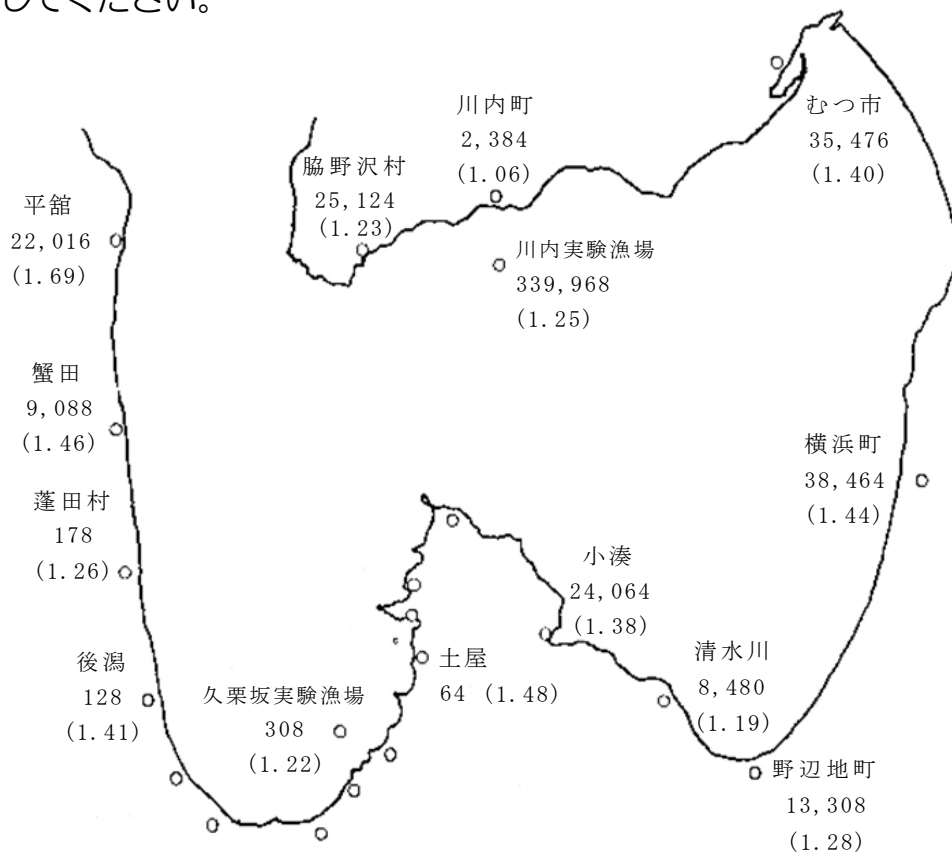 してください。
川内町
2,384
(1.06)
むつ市
35,476
(1.40)
脇野沢村
25,124
(1.23)
平舘
22,016
(1.69)
川内実験漁場
339,968
(1.25)
蟹田
9,088
(1.46)
横浜町
38,464
(1.44)
蓬田村
178
(1.26)
小湊
24,064
(1.38)
後潟
128
(1.41)
久栗坂実験漁場
308
(1.22)
土屋
64 (1.48)
清水川
8,480
(1.19)
野辺地町
13,308
(1.28)